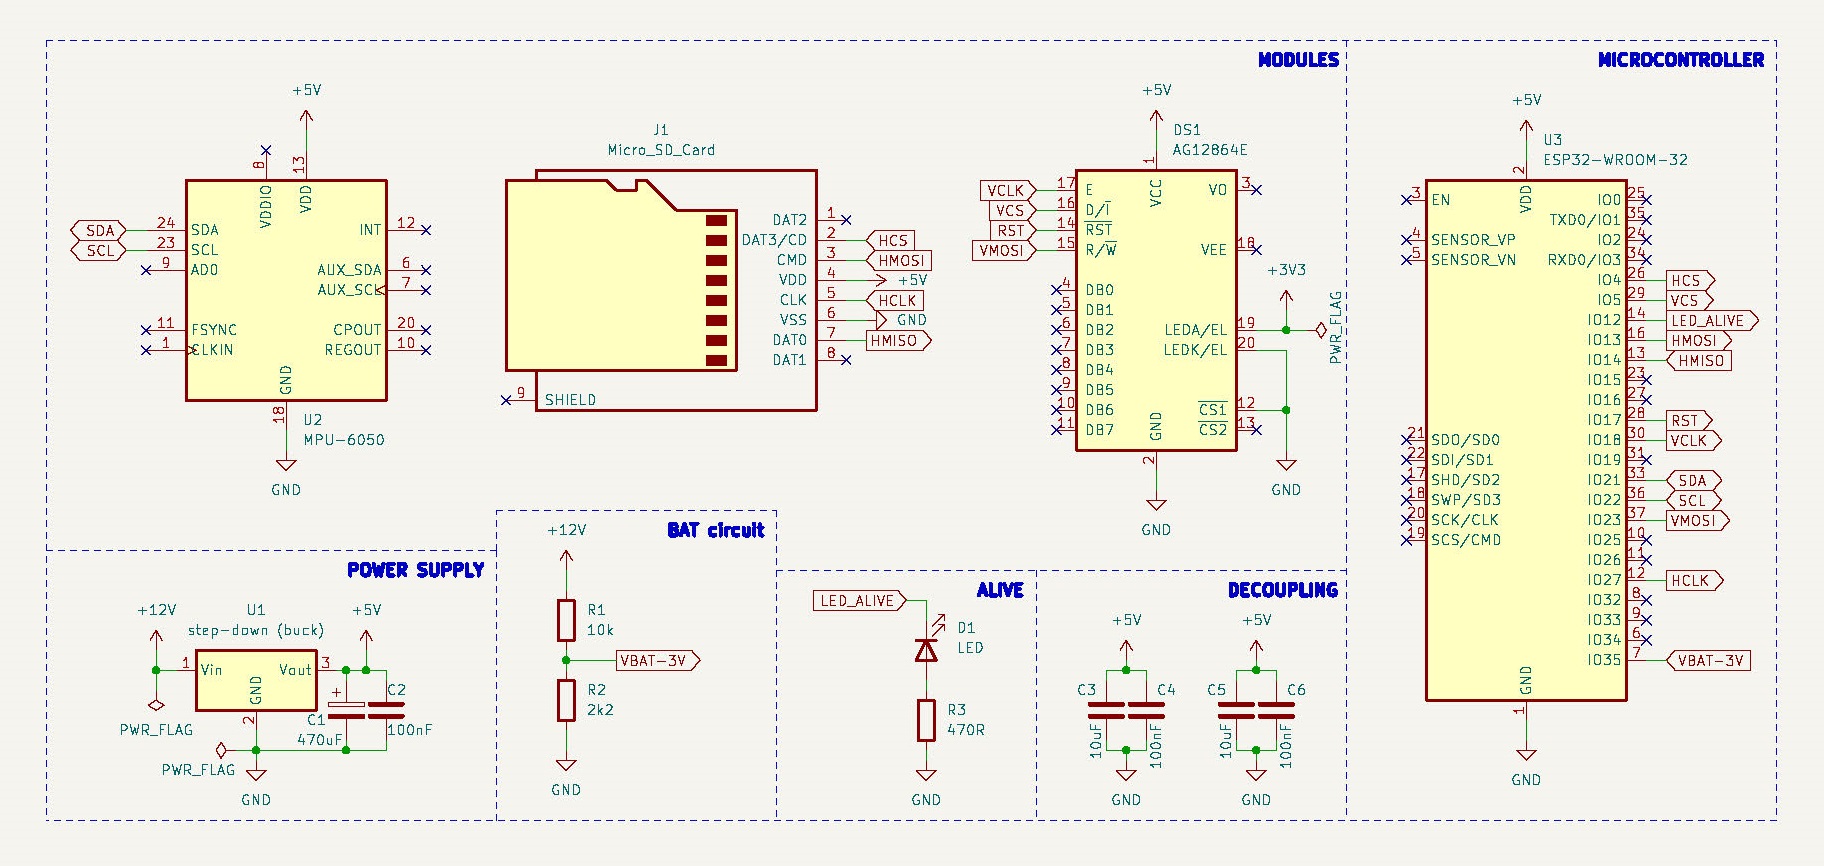 MODULES
+5V
8
13
VDDIO
VDD
SDA
24
SDA
SCL
23
SCL
9
AD0
11
FSYNC
1
CLKIN
INT
12
AUX_SDA
6
AUX_SCL
7
CPOUT
20
REGOUT
10
GND
18
U2
MPU-6050
GND
J1
Micro_SD_Card
DAT2
1
DAT3/CD
2
HCS
CMD
3
HMOSI
VDD
4
+5V
CLK
5
HCLK
VSS
6
GND
DAT0
7
HMISO
DAT1
8
9
SHIELD
+5V
DS1
AG12864E
1
VCC
VCLK
17
E
VCS
16
D/I
RST
14
RST
VMOSI
15
R/W
4
DB0
5
DB1
6
DB2
7
DB3
8
DB4
9
DB5
10
DB6
11
DB7
VO
3
VEE
18
+3V3
PWR_FLAG
LEDA/EL
19
LEDK/EL
20
CS1
12
CS2
13
GND
2
GND
GND
MICROCONTROLLER
+5V
U3
ESP32-WROOM-32
2
VDD
3
EN
4
SENSOR_VP
5
SENSOR_VN
21
SDO/SD0
22
SDI/SD1
17
SHD/SD2
18
SWP/SD3
20
SCK/CLK
19
SCS/CMD
IO0
25
TXD0/IO1
35
IO2
24
RXD0/IO3
34
IO4
26
HCS
IO5
29
VCS
IO12
14
LED_ALIVE
IO13
16
HMOSI
IO14
13
HMISO
IO15
23
IO16
27
IO17
28
RST
IO18
30
VCLK
IO19
31
IO21
33
SDA
IO22
36
SCL
IO23
37
VMOSI
IO25
10
IO26
11
IO27
12
HCLK
IO32
8
IO33
9
IO34
6
IO35
7
VBAT-3V
GND
1
GND
POWER SUPPLY
+12V
U1
+5V
step-down (buck)
1
Vin
Vout
3
GND
2
+
C1
470uF
C2
100nF
PWR_FLAG
PWR_FLAG
GND
BAT circuit
+12V
R1
10k
VBAT-3V
R2
2k2
GND
ALIVE
LED_ALIVE
D1
LED
R3
470R
GND
DECOUPLING
+5V
C3
C4
10uF
100nF
GND
+5V
C5
C6
10uF
100nF
GND